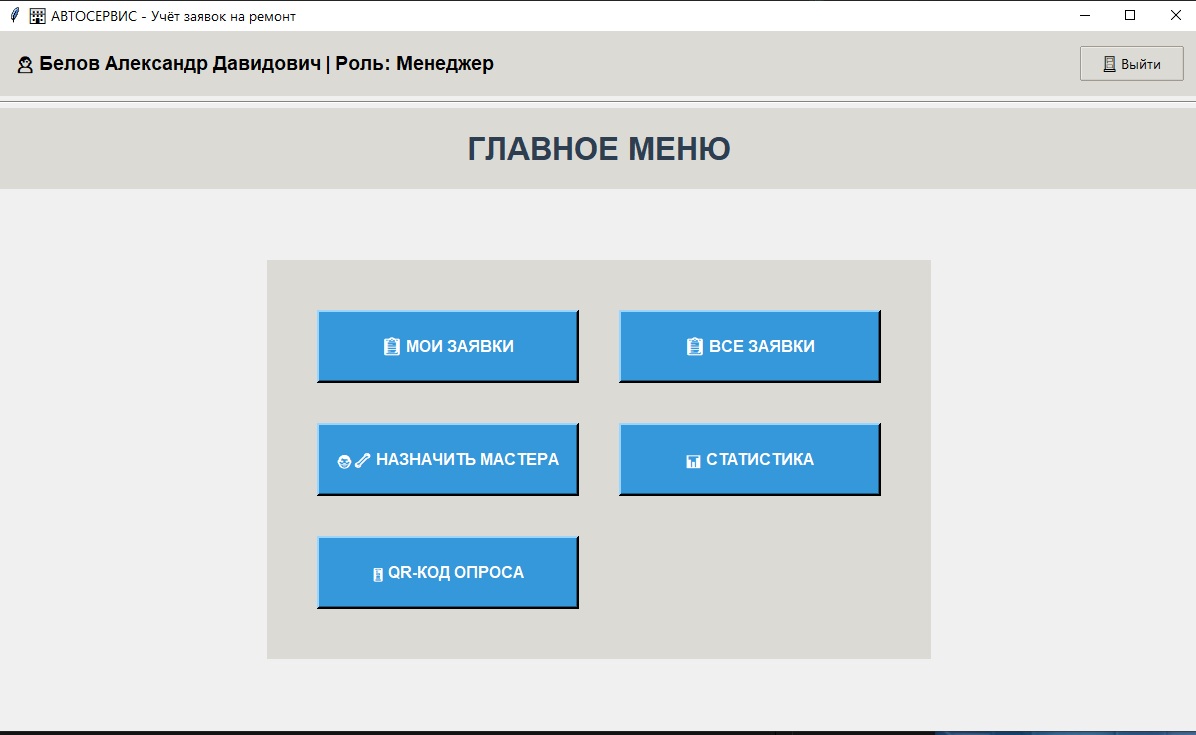 АВТОСЕРВИС - Учёт заявок на ремонт
Белов Александр Давидович | Роль: Менеджер
Выйти
ГЛАВНОЕ МЕНЮ
МОИ ЗАЯВКИ
ВСЕ ЗАЯВКИ
НАЗНАЧИТЬ МАСТЕРА
СТАТИСТИКА
QR-КОД ОПРОСА